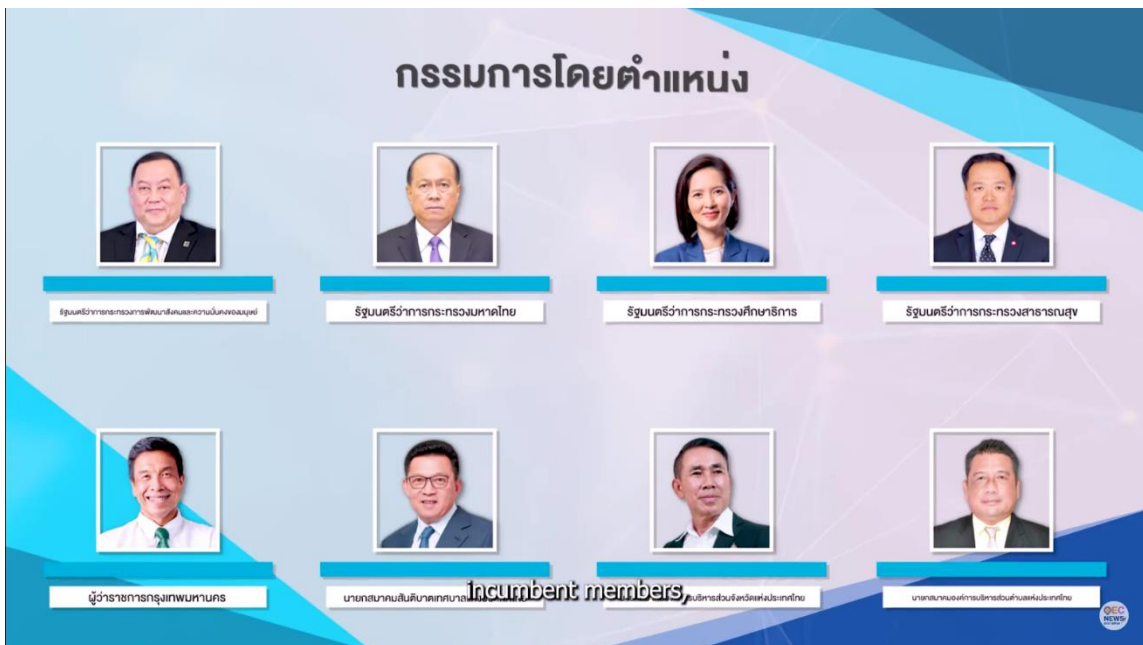 กรรมการโดยตำแหน่ง
รัฐมนตรีว่าการกระทรวงการพัฒนาสังคมและความมั่นคงของมนุษย์
รัฐมนตรีว่าการกระทรวงมหาดไทย
รัฐมนตรีว่าการกระทรวงศึกษาธิการ
รัฐมนตรีว่าการกระทรวงสาธารณสุข
ผู้ว่าราชการกรุงเทพมหานคร
นายกสมาคมสันนิบาตเทศบาล
บริหารส่วนจังหวัดแห่งประเทศไทย
นายกสมาคมองค์การบริหารส่วนตำบลแห่งประเทศไทย
incumbent members,
OEC
NEWS